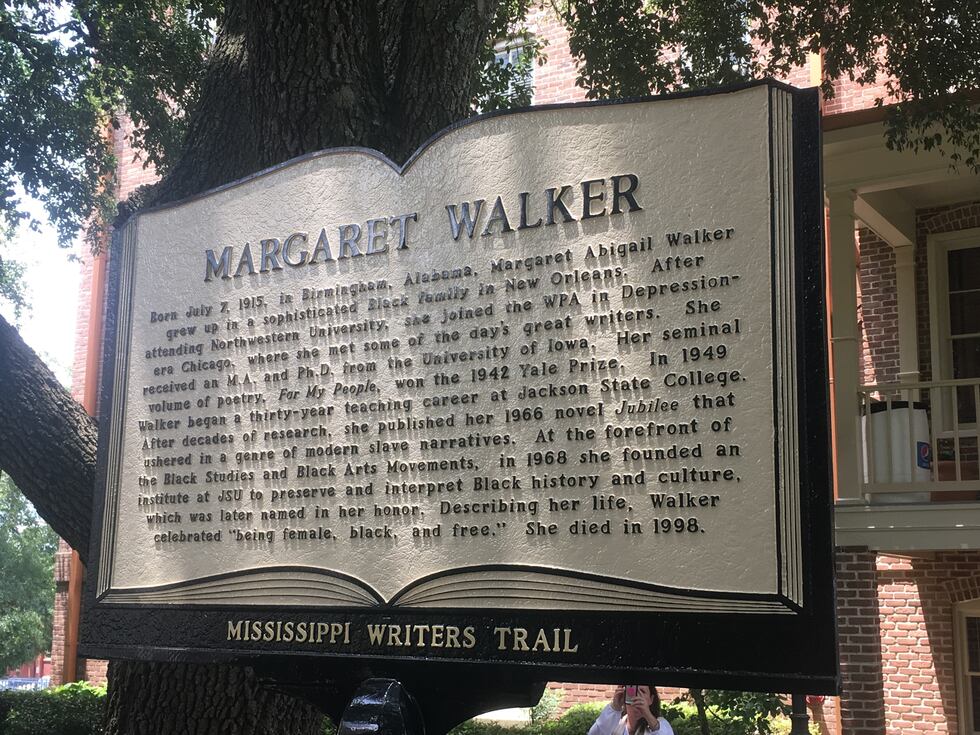 MARGARET WALKER
Born July 7, 1915, in Birmingham, Alabama, Margaret Abigail Walker
grew up in a sophisticated Black family in New Orleans. After
attending Northwestern University, she joined the WPA in Depression-
era Chicago, where she met some of the day's great writers. She
received an M.A. and Ph.D. from the University of Iowa. Her seminal
volume of poetry, For My People, won the 1942 Yale Prize. In 1949
Walker began a thirty-year teaching career at Jackson State College.
After decades of research, she published her 1966 novel Jubilee that
ushered in a genre of modern slave narratives. At the forefront of
the Black Studies and Black Arts Movements, in 1968 she founded an
institute at JSU to preserve and interpret Black history and culture,
which was later named in her honor. Describing her life, Walker
celebrated "being female, black, and free." She died in 1998.
MISSISSIPPI WRITERS TRAIL
pepsi